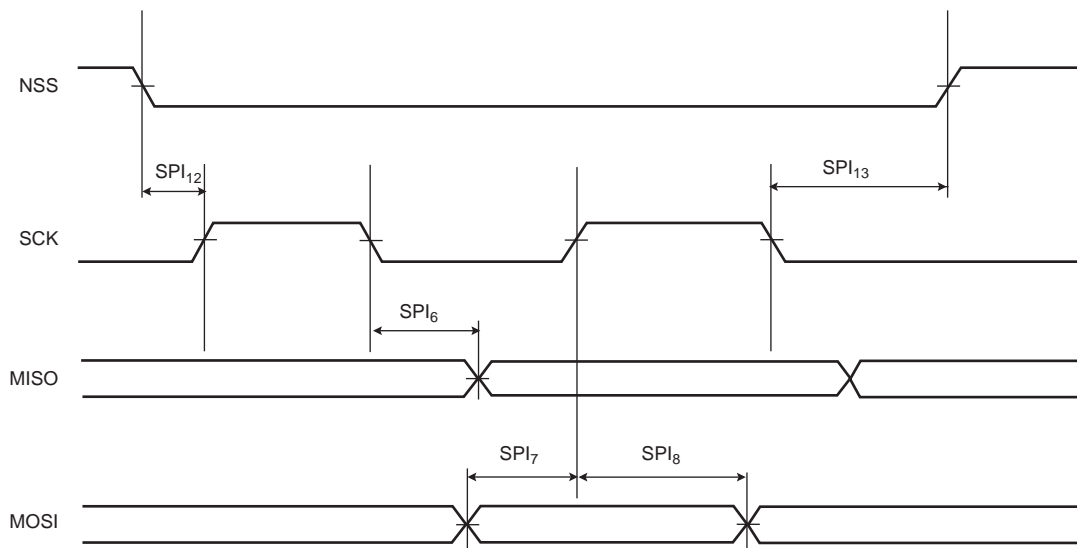 NSS
SPI₁₂
SPI₁₃
SCK
SPI₆
MISO
SPI₇
SPI₈
MOSI